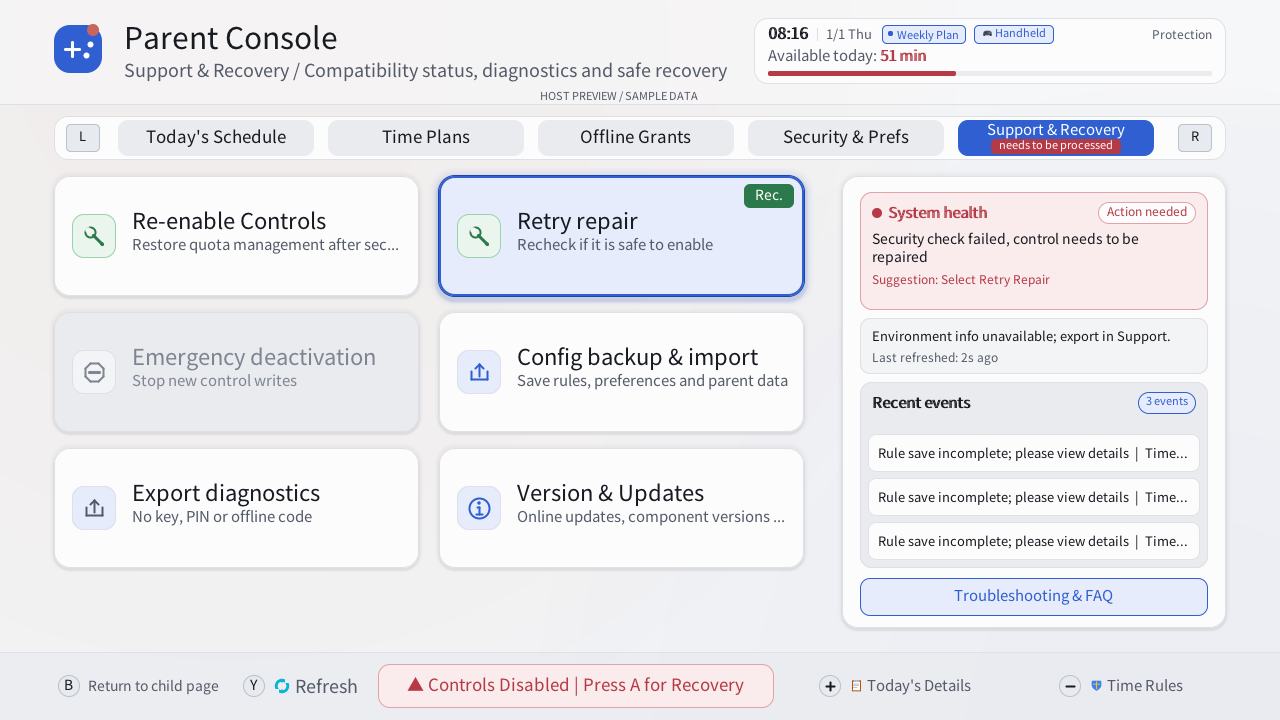 Parent Console
Support & Recovery / Compatibility status, diagnostics and safe recovery
08:16 1/1 Thu Weekly Plan Handheld Protection
Available today: 51 min
HOST PREVIEW / SAMPLE DATA
L Today's Schedule Time Plans Offline Grants Security & Prefs Support & Recovery R
needs to be processed
Re-enable Controls
Restore quota management after sec...
Rec.
Retry repair
Recheck if it is safe to enable
Emergency deactivation
Stop new control writes
Config backup & import
Save rules, preferences and parent data
Export diagnostics
No key, PIN or offline code
Version & Updates
Online updates, component versions ...
System health Action needed
Security check failed, control needs to be
repaired
Suggestion: Select Retry Repair
Environment info unavailable; export in Support.
Last refreshed: 2s ago
Recent events 3 events
Rule save incomplete; please view details | Time...
Rule save incomplete; please view details | Time...
Rule save incomplete; please view details | Time...
Troubleshooting & FAQ
B Return to child page Y Refresh Controls Disabled | Press A for Recovery + Today's Details − Time Rules